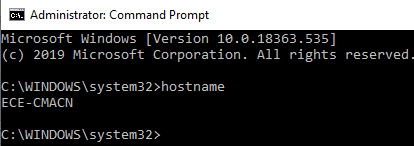 Administrator: Command Prompt
Microsoft Windows [Version 10.0.18363.535]
(c) 2019 Microsoft Corporation. All rights reserved.
C:\WINDOWS\system32>hostname
ECE-CMACN
C:\WINDOWS\system32>